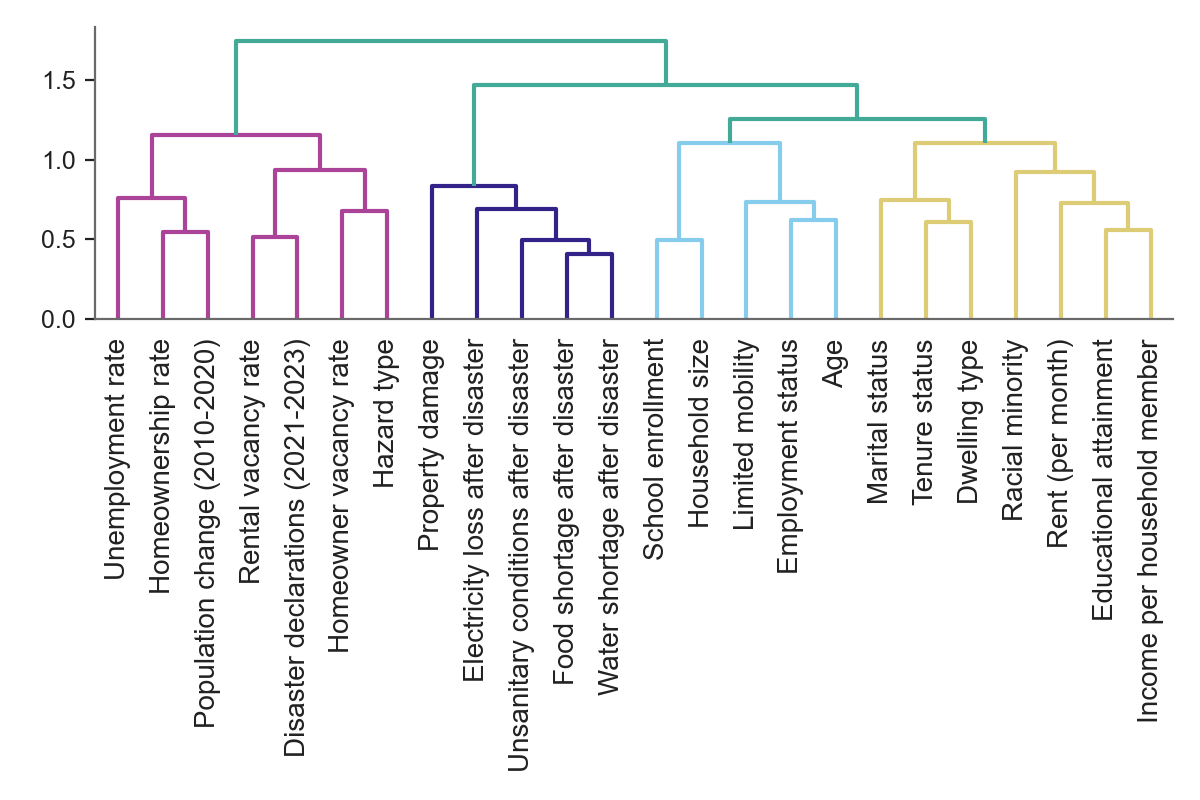 1.5
1.0
0.5
0.0
Unemployment rate
Homeownership rate
Population change (2010-2020)
Rental vacancy rate
Disaster declarations (2021-2023)
Homeowner vacancy rate
Hazard type
Property damage
Electricity loss after disaster
Unsanitary conditions after disaster
Food shortage after disaster
Water shortage after disaster
School enrollment
Household size
Limited mobility
Employment status
Age
Marital status
Tenure status
Dwelling type
Racial minority
Rent (per month)
Educational attainment
Income per household member